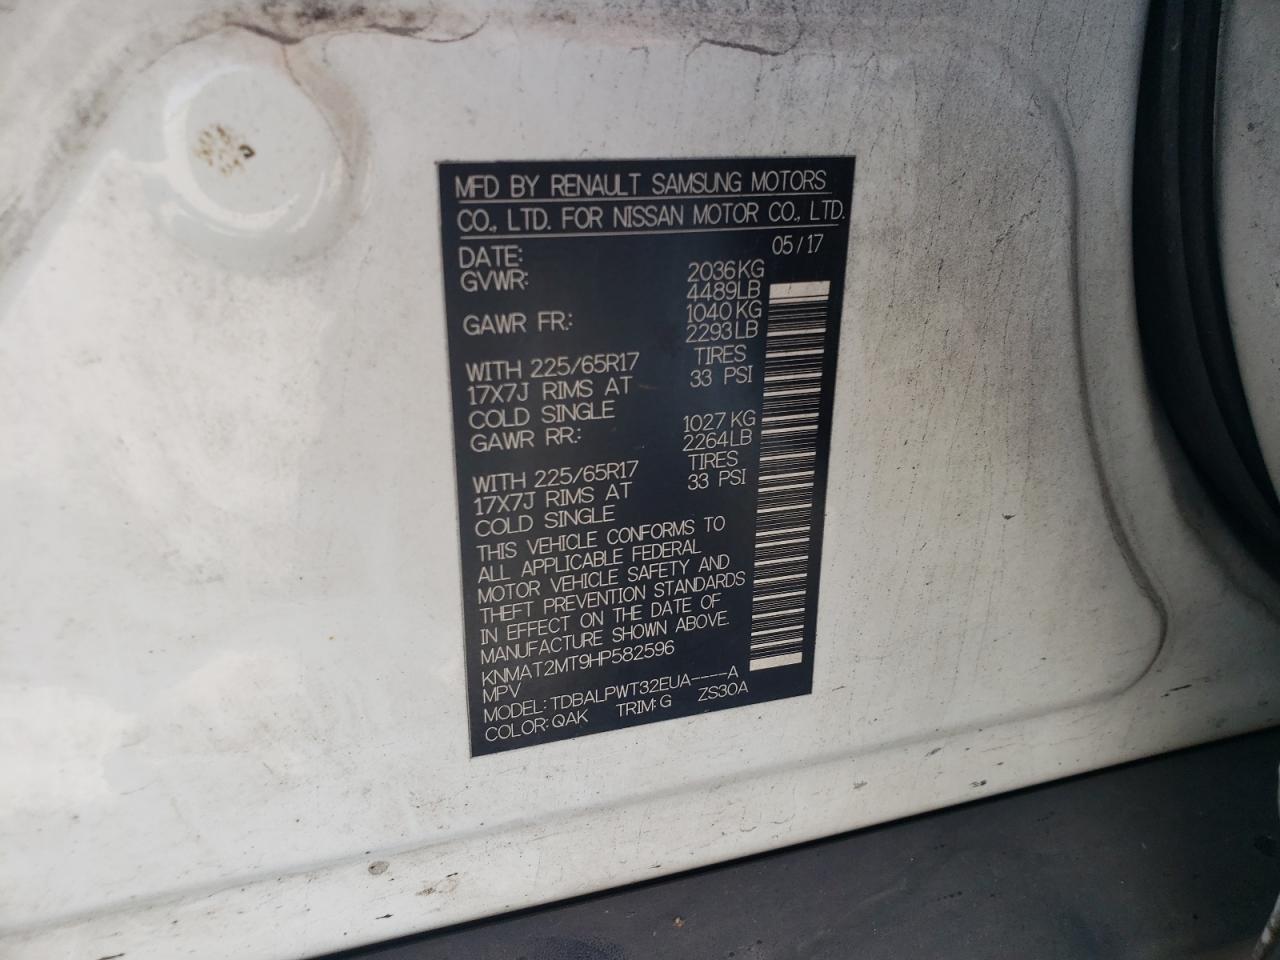 MFD BY RENAULT SAMSUNG MOTORS
CO., LTD. FOR NISSAN MOTOR CO., LTD.
DATE: 05/17
GVWR: 2036KG
4489LB
GAWR FR.: 1040KG
2293LB
WITH 225/65R17 TIRES
17X7J RIMS AT 33 PSI
COLD SINGLE
GAWR RR.: 1027KG
2264LB
WITH 225/65R17 TIRES
17X7J RIMS AT 33 PSI
COLD SINGLE
THIS VEHICLE CONFORMS TO
ALL APPLICABLE FEDERAL
MOTOR VEHICLE SAFETY AND
THEFT PREVENTION STANDARDS
IN EFFECT ON THE DATE OF
MANUFACTURE SHOWN ABOVE.
KNMAT2MT9HP582596
MPV
MODEL: TDBALPWT32EUA----A
COLOR: QAK TRIM: G ZS30A